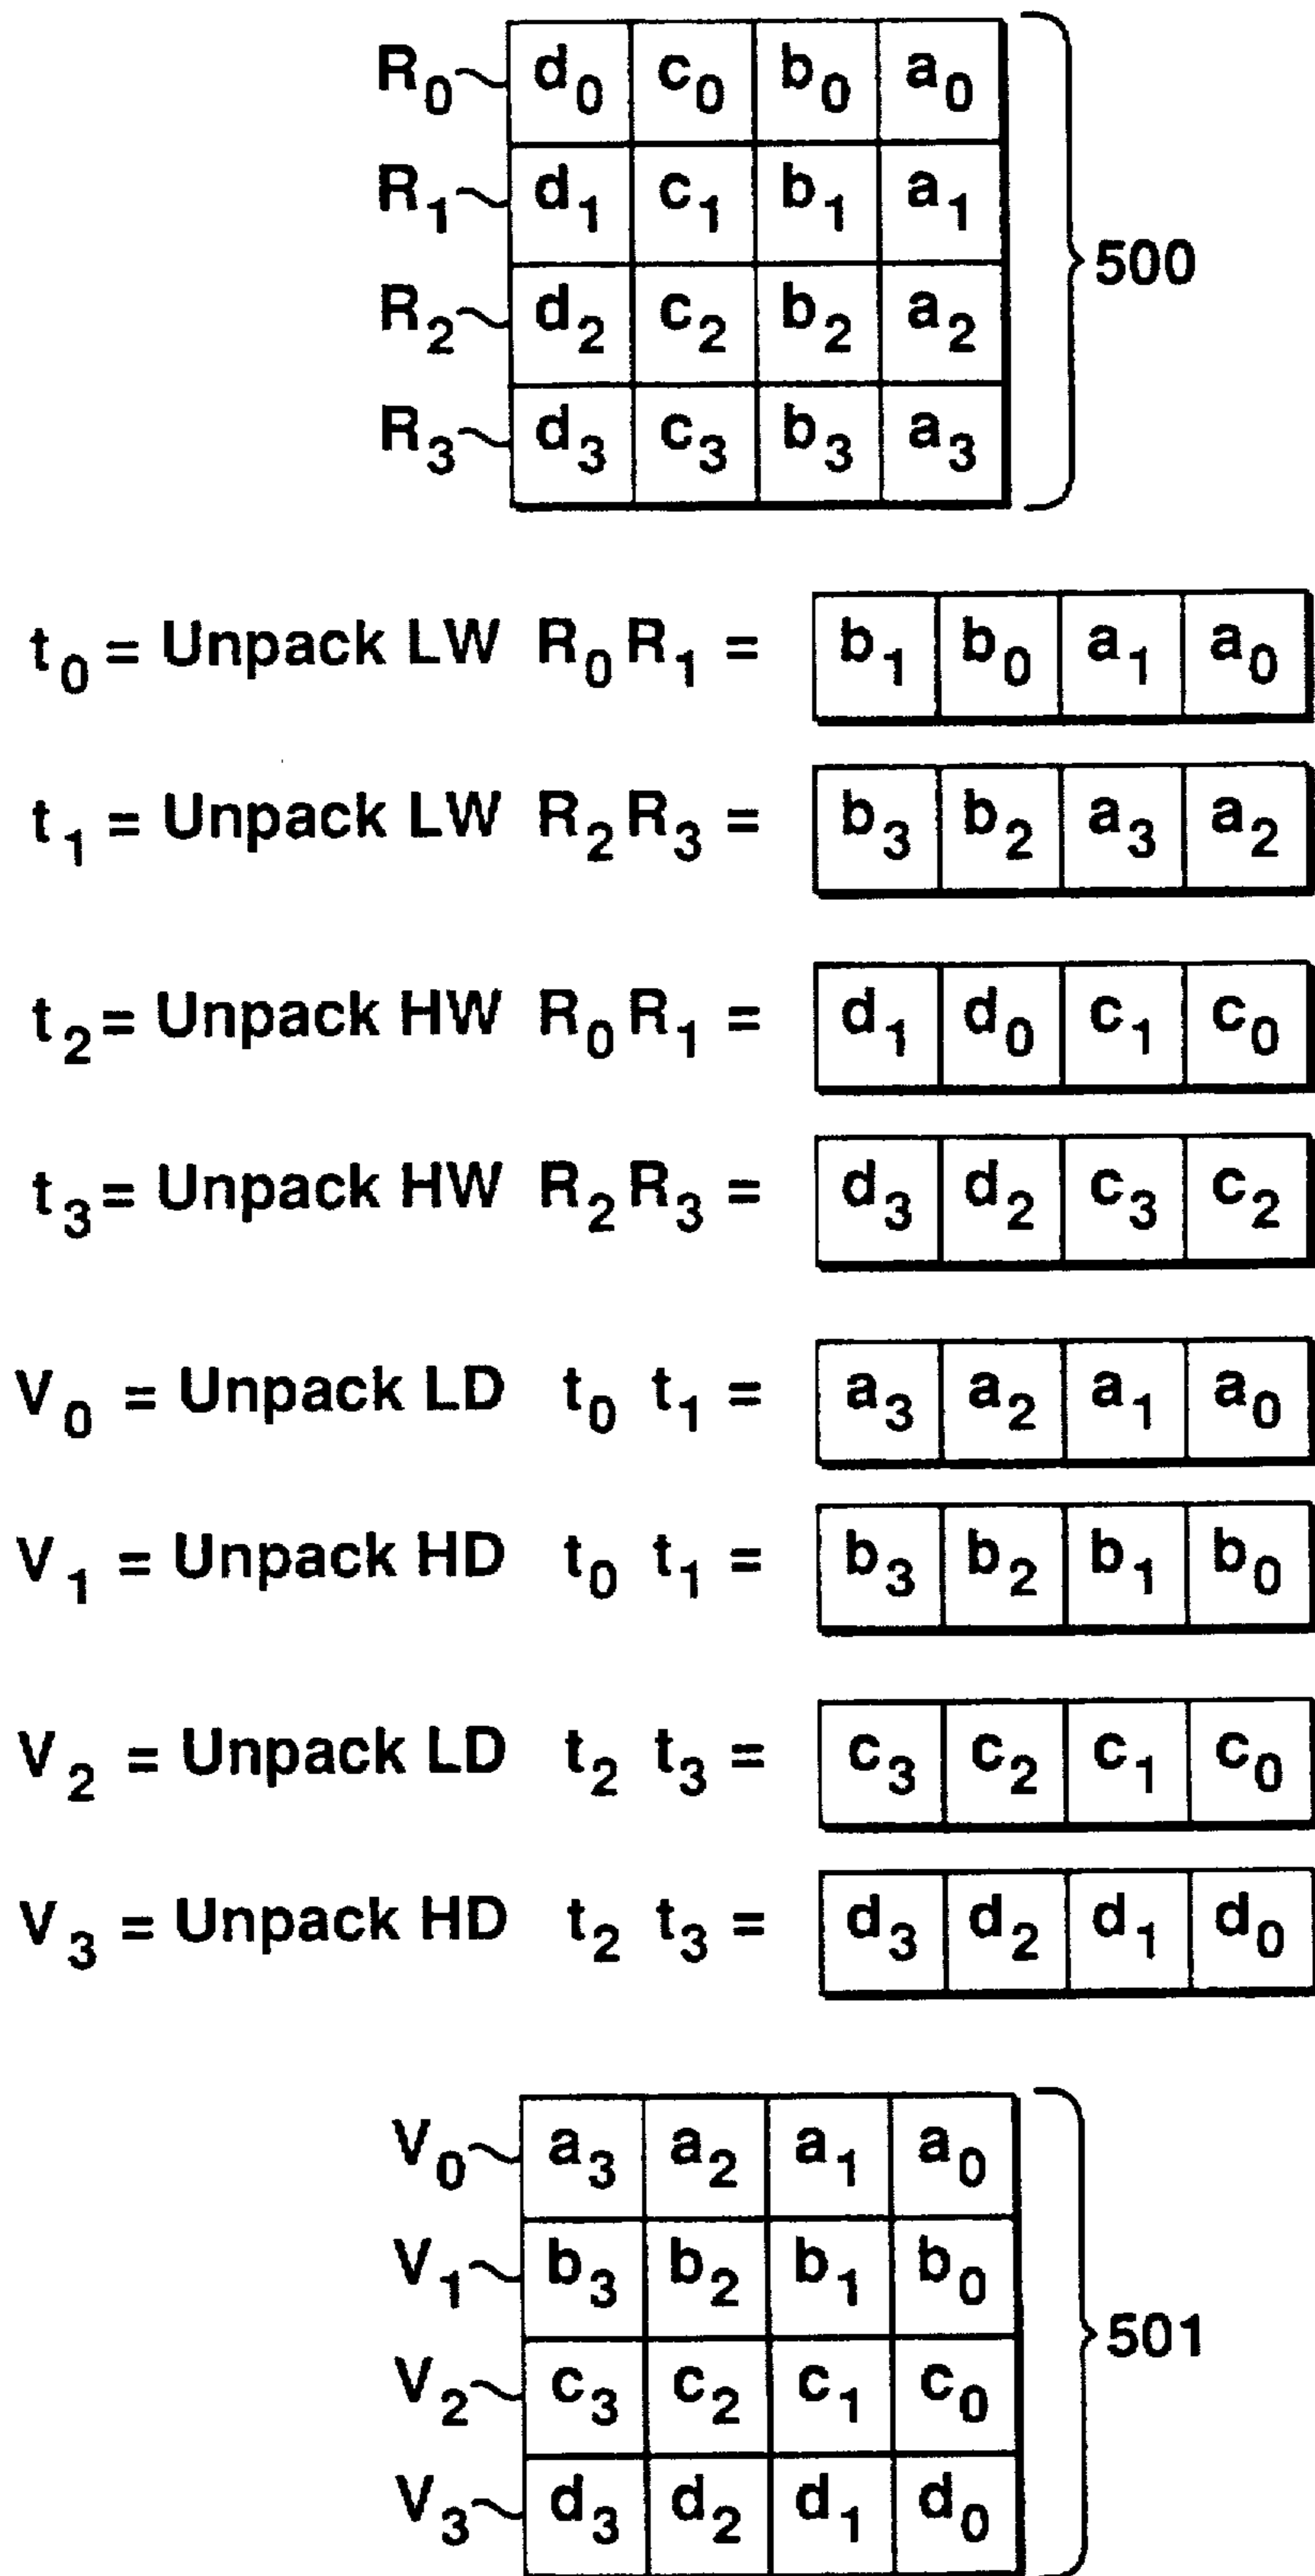 R₀ d₀ c₀ b₀ a₀
R₁ d₁ c₁ b₁ a₁
500
R₂ d₂ c₂ b₂ a₂
R₃ d₃ c₃ b₃ a₃
t₀ = Unpack LW R₀ R₁ = b₁ b₀ a₁ a₀
t₁ = Unpack LW R₂ R₃ = b₃ b₂ a₃ a₂
t₂ = Unpack HW R₀ R₁ = d₁ d₀ c₁ c₀
t₃ = Unpack HW R₂ R₃ = d₃ d₂ c₃ c₂
V₀ = Unpack LD t₀ t₁ = a₃ a₂ a₁ a₀
V₁ = Unpack HD t₀ t₁ = b₃ b₂ b₁ b₀
V₂ = Unpack LD t₂ t₃ = c₃ c₂ c₁ c₀
V₃ = Unpack HD t₂ t₃ = d₃ d₂ d₁ d₀
V₀ a₃ a₂ a₁ a₀
V₁ b₃ b₂ b₁ b₀
501
V₂ c₃ c₂ c₁ c₀
V₃ d₃ d₂ d₁ d₀